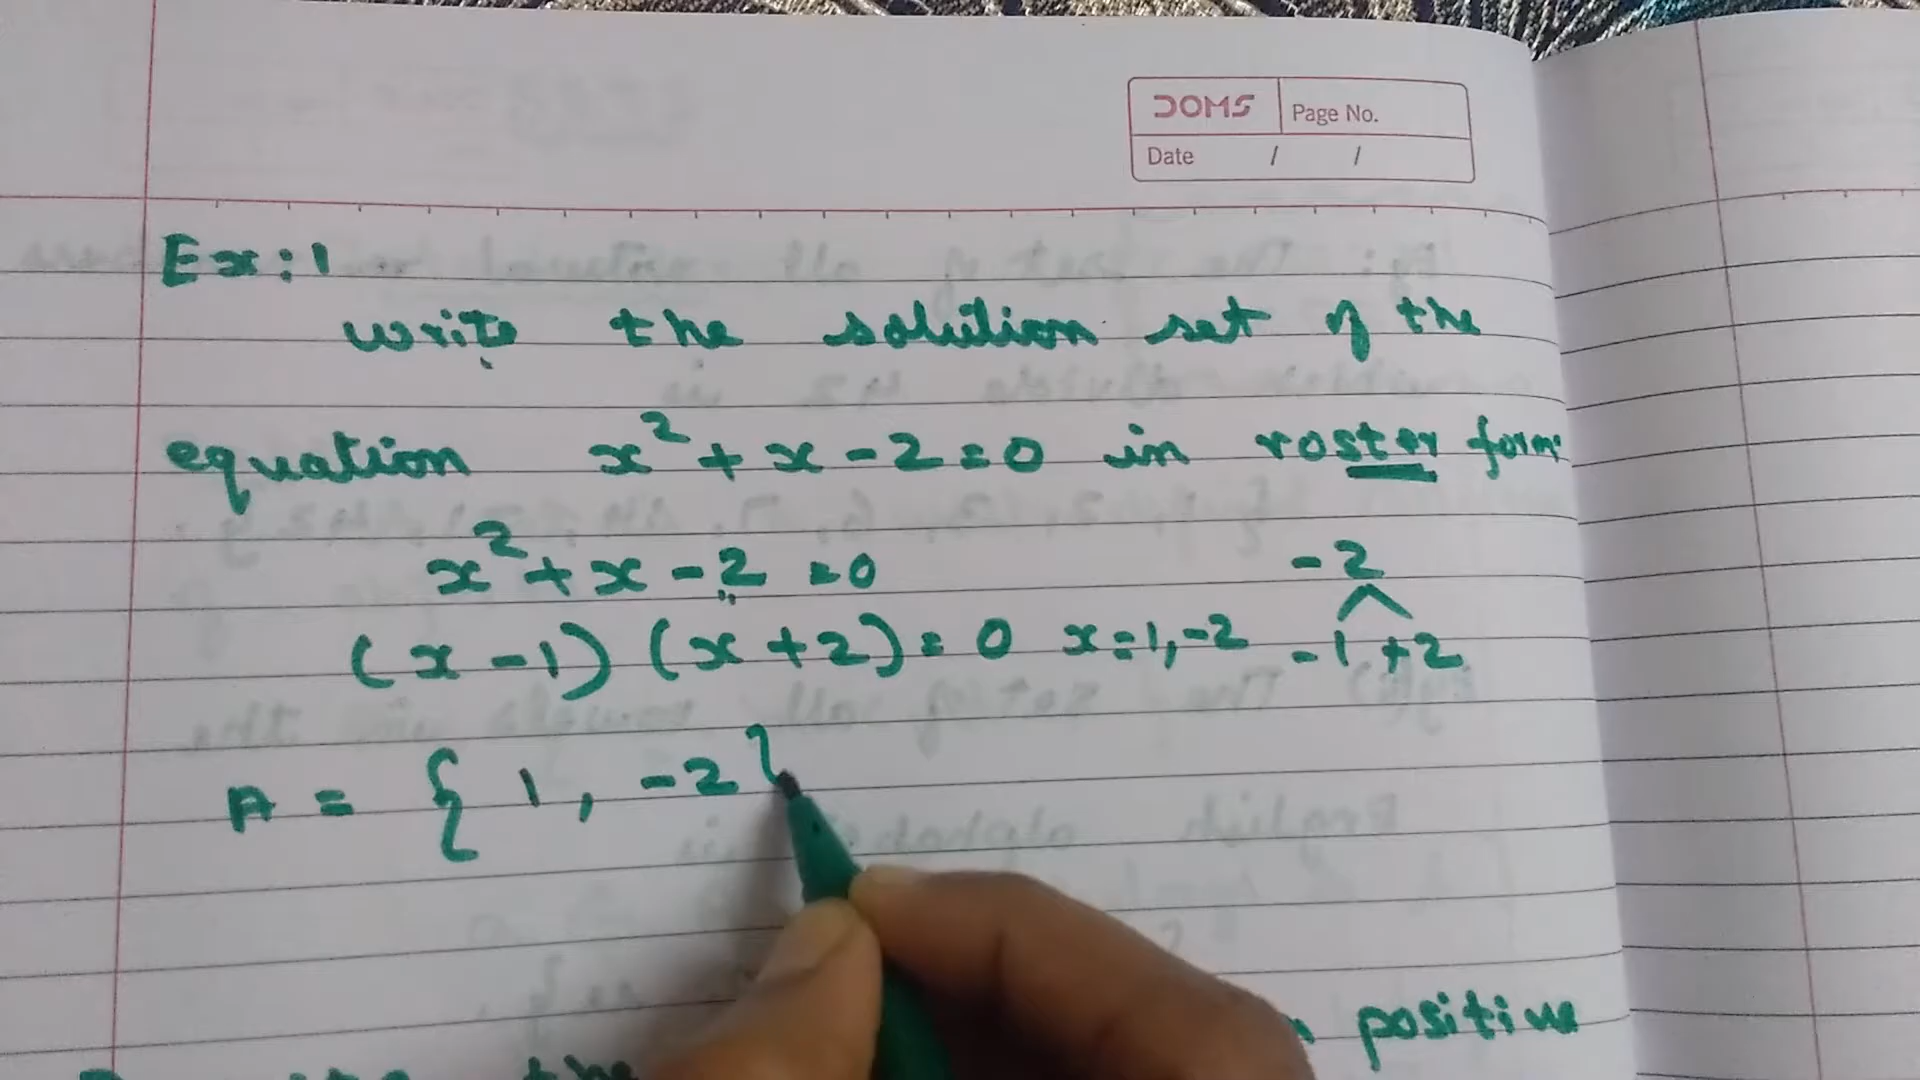 DOMS Page No.
Date / /
Ex:1
write the solution set of the
equation x²+x-2=0 in roster form.
x²+x-2=0
-2
(x-1) (x+2)=0 x=1,-2 -1 +2
A = { 1, -2 }
the positive